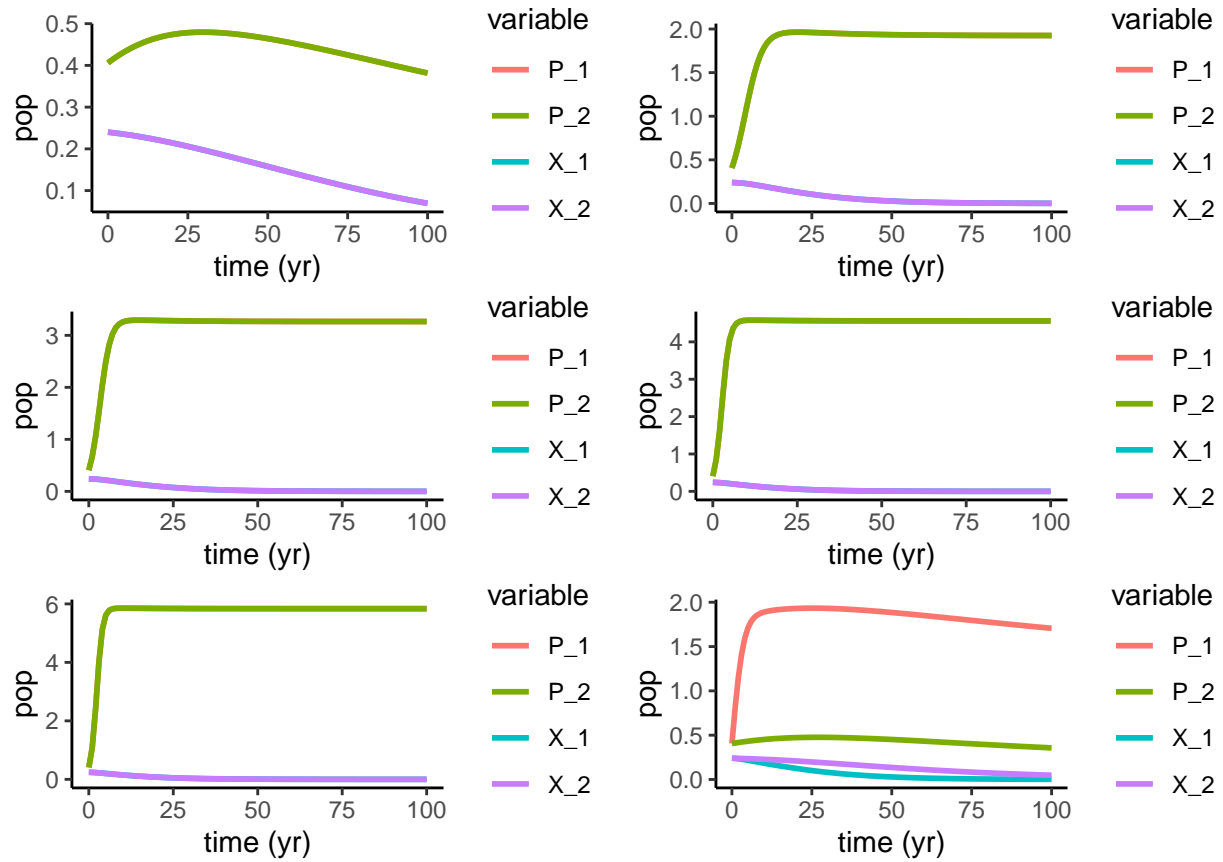 pop
0.5
0.4
0.3
0.2
0.1
0 25 50 75 100
time (yr)
variable
P_1
P_2
X_1
X_2
pop
2.0
1.5
1.0
0.5
0.0
0 25 50 75 100
time (yr)
variable
P_1
P_2
X_1
X_2
pop
3
2
1
0
0 25 50 75 100
time (yr)
variable
P_1
P_2
X_1
X_2
pop
4
3
2
1
0
0 25 50 75 100
time (yr)
variable
P_1
P_2
X_1
X_2
pop
6
4
2
0
0 25 50 75 100
time (yr)
variable
P_1
P_2
X_1
X_2
pop
2.0
1.5
1.0
0.5
0.0
0 25 50 75 100
time (yr)
variable
P_1
P_2
X_1
X_2